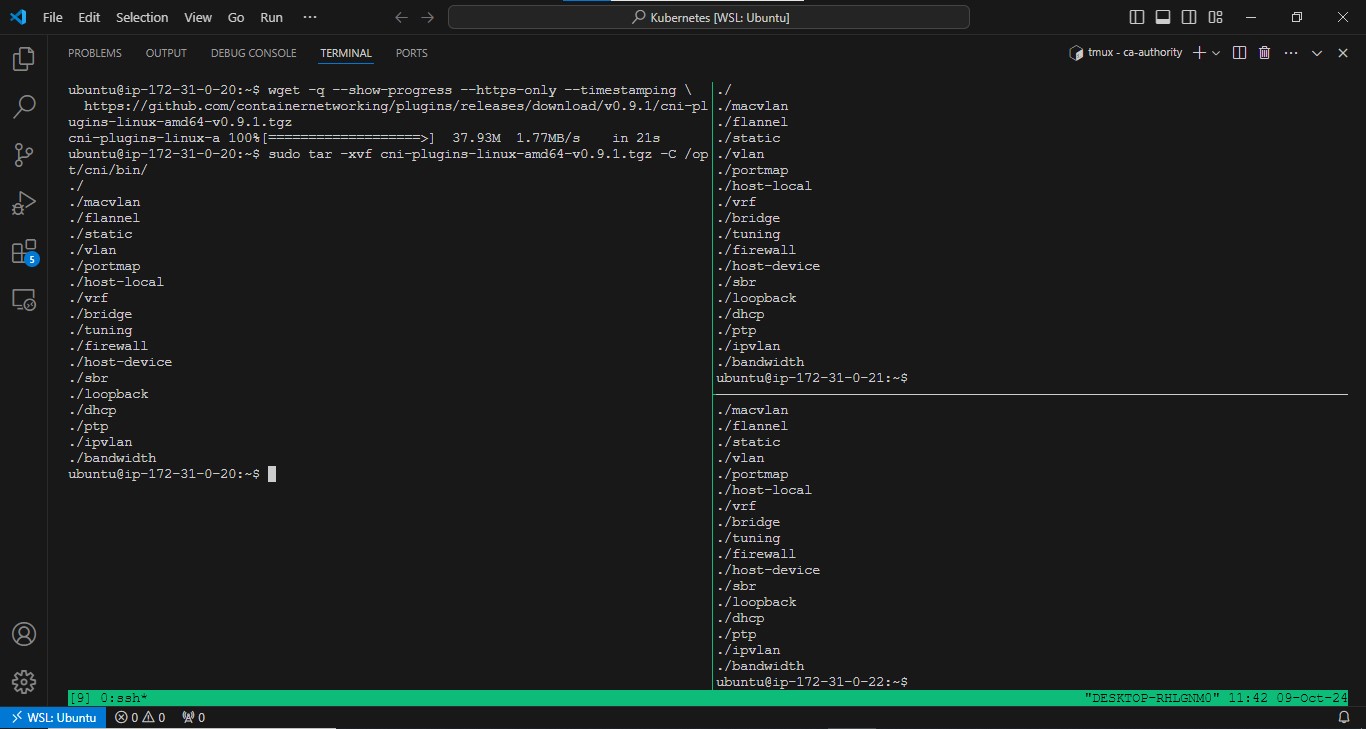 File Edit Selection View Go Run ···
Kubernetes [WSL: Ubuntu]
PROBLEMS OUTPUT DEBUG CONSOLE TERMINAL PORTS
tmux - ca-authority
5
ubuntu@ip-172-31-0-20:~$ wget -q --show-progress --https-only --timestamping \
  https://github.com/containernetworking/plugins/releases/download/v0.9.1/cni-pl
ugins-linux-amd64-v0.9.1.tgz
cni-plugins-linux-a 100%[===================>]  37.93M  1.77MB/s    in 21s
ubuntu@ip-172-31-0-20:~$ sudo tar -xvf cni-plugins-linux-amd64-v0.9.1.tgz -C /op
t/cni/bin/
./
./macvlan
./flannel
./static
./vlan
./portmap
./host-local
./vrf
./bridge
./tuning
./firewall
./host-device
./sbr
./loopback
./dhcp
./ptp
./ipvlan
./bandwidth
ubuntu@ip-172-31-0-20:~$
./
./macvlan
./flannel
./static
./vlan
./portmap
./host-local
./vrf
./bridge
./tuning
./firewall
./host-device
./sbr
./loopback
./dhcp
./ptp
./ipvlan
./bandwidth
ubuntu@ip-172-31-0-21:~$
./macvlan
./flannel
./static
./vlan
./portmap
./host-local
./vrf
./bridge
./tuning
./firewall
./host-device
./sbr
./loopback
./dhcp
./ptp
./ipvlan
./bandwidth
ubuntu@ip-172-31-0-22:~$
[9] 0:ssh* "DESKTOP-RHLGNM0" 11:42 09-Oct-24
WSL: Ubuntu 0 0 0